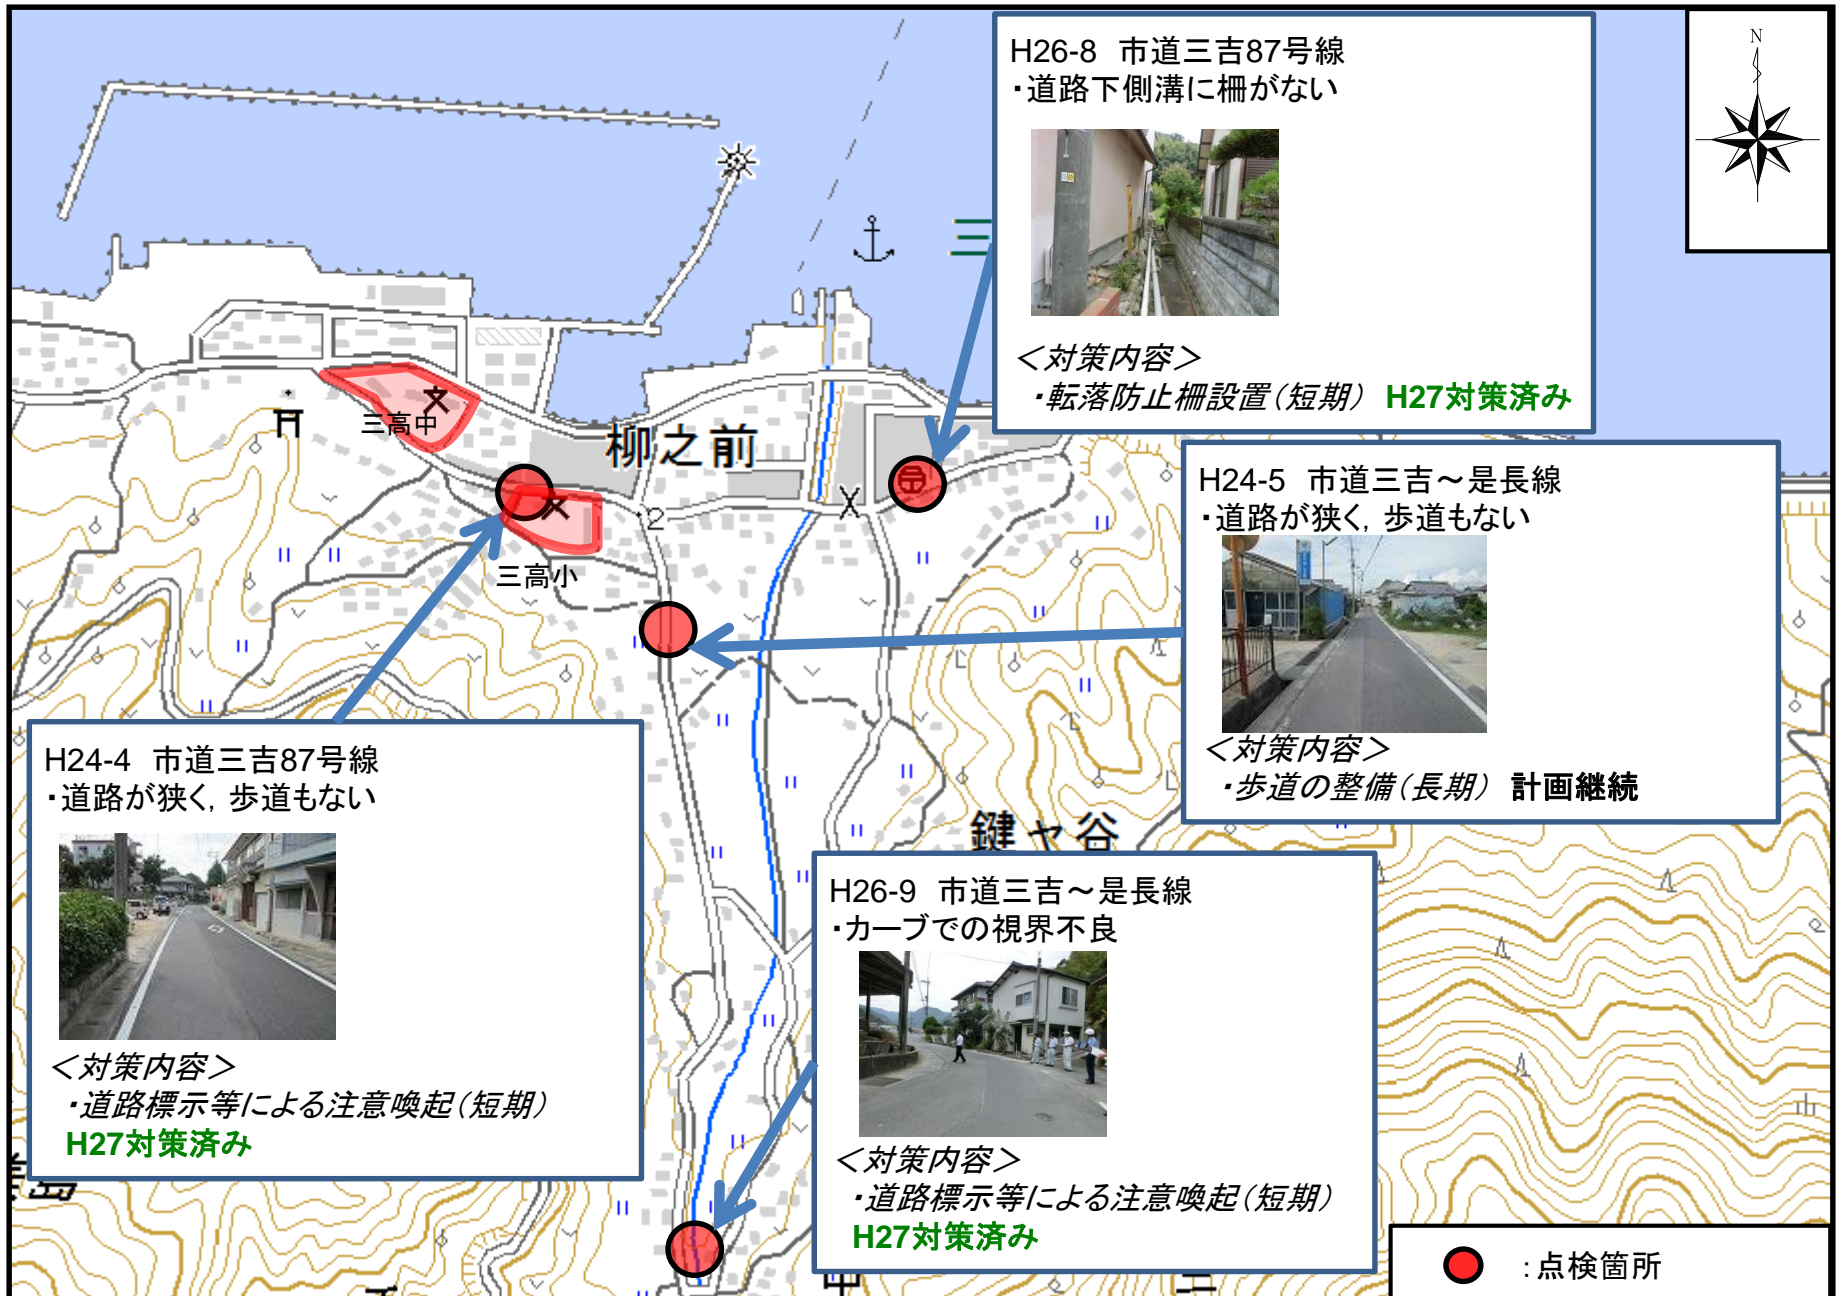 H26-8 市道三吉87号線
・道路下側溝に柵がない
＜対策内容＞
・転落防止柵設置（短期） H27対策済み
N
三
三高中
柳之前
2
三高小
H24-5 市道三吉～是長線
・道路が狭く，歩道もない
＜対策内容＞
・歩道の整備（長期） 計画継続
H24-4 市道三吉87号線
・道路が狭く，歩道もない
＜対策内容＞
・道路標示等による注意喚起（短期）
H27対策済み
鍵ヶ谷
H26-9 市道三吉～是長線
・カーブでの視界不良
＜対策内容＞
・道路標示等による注意喚起（短期）
H27対策済み
島
：点検箇所